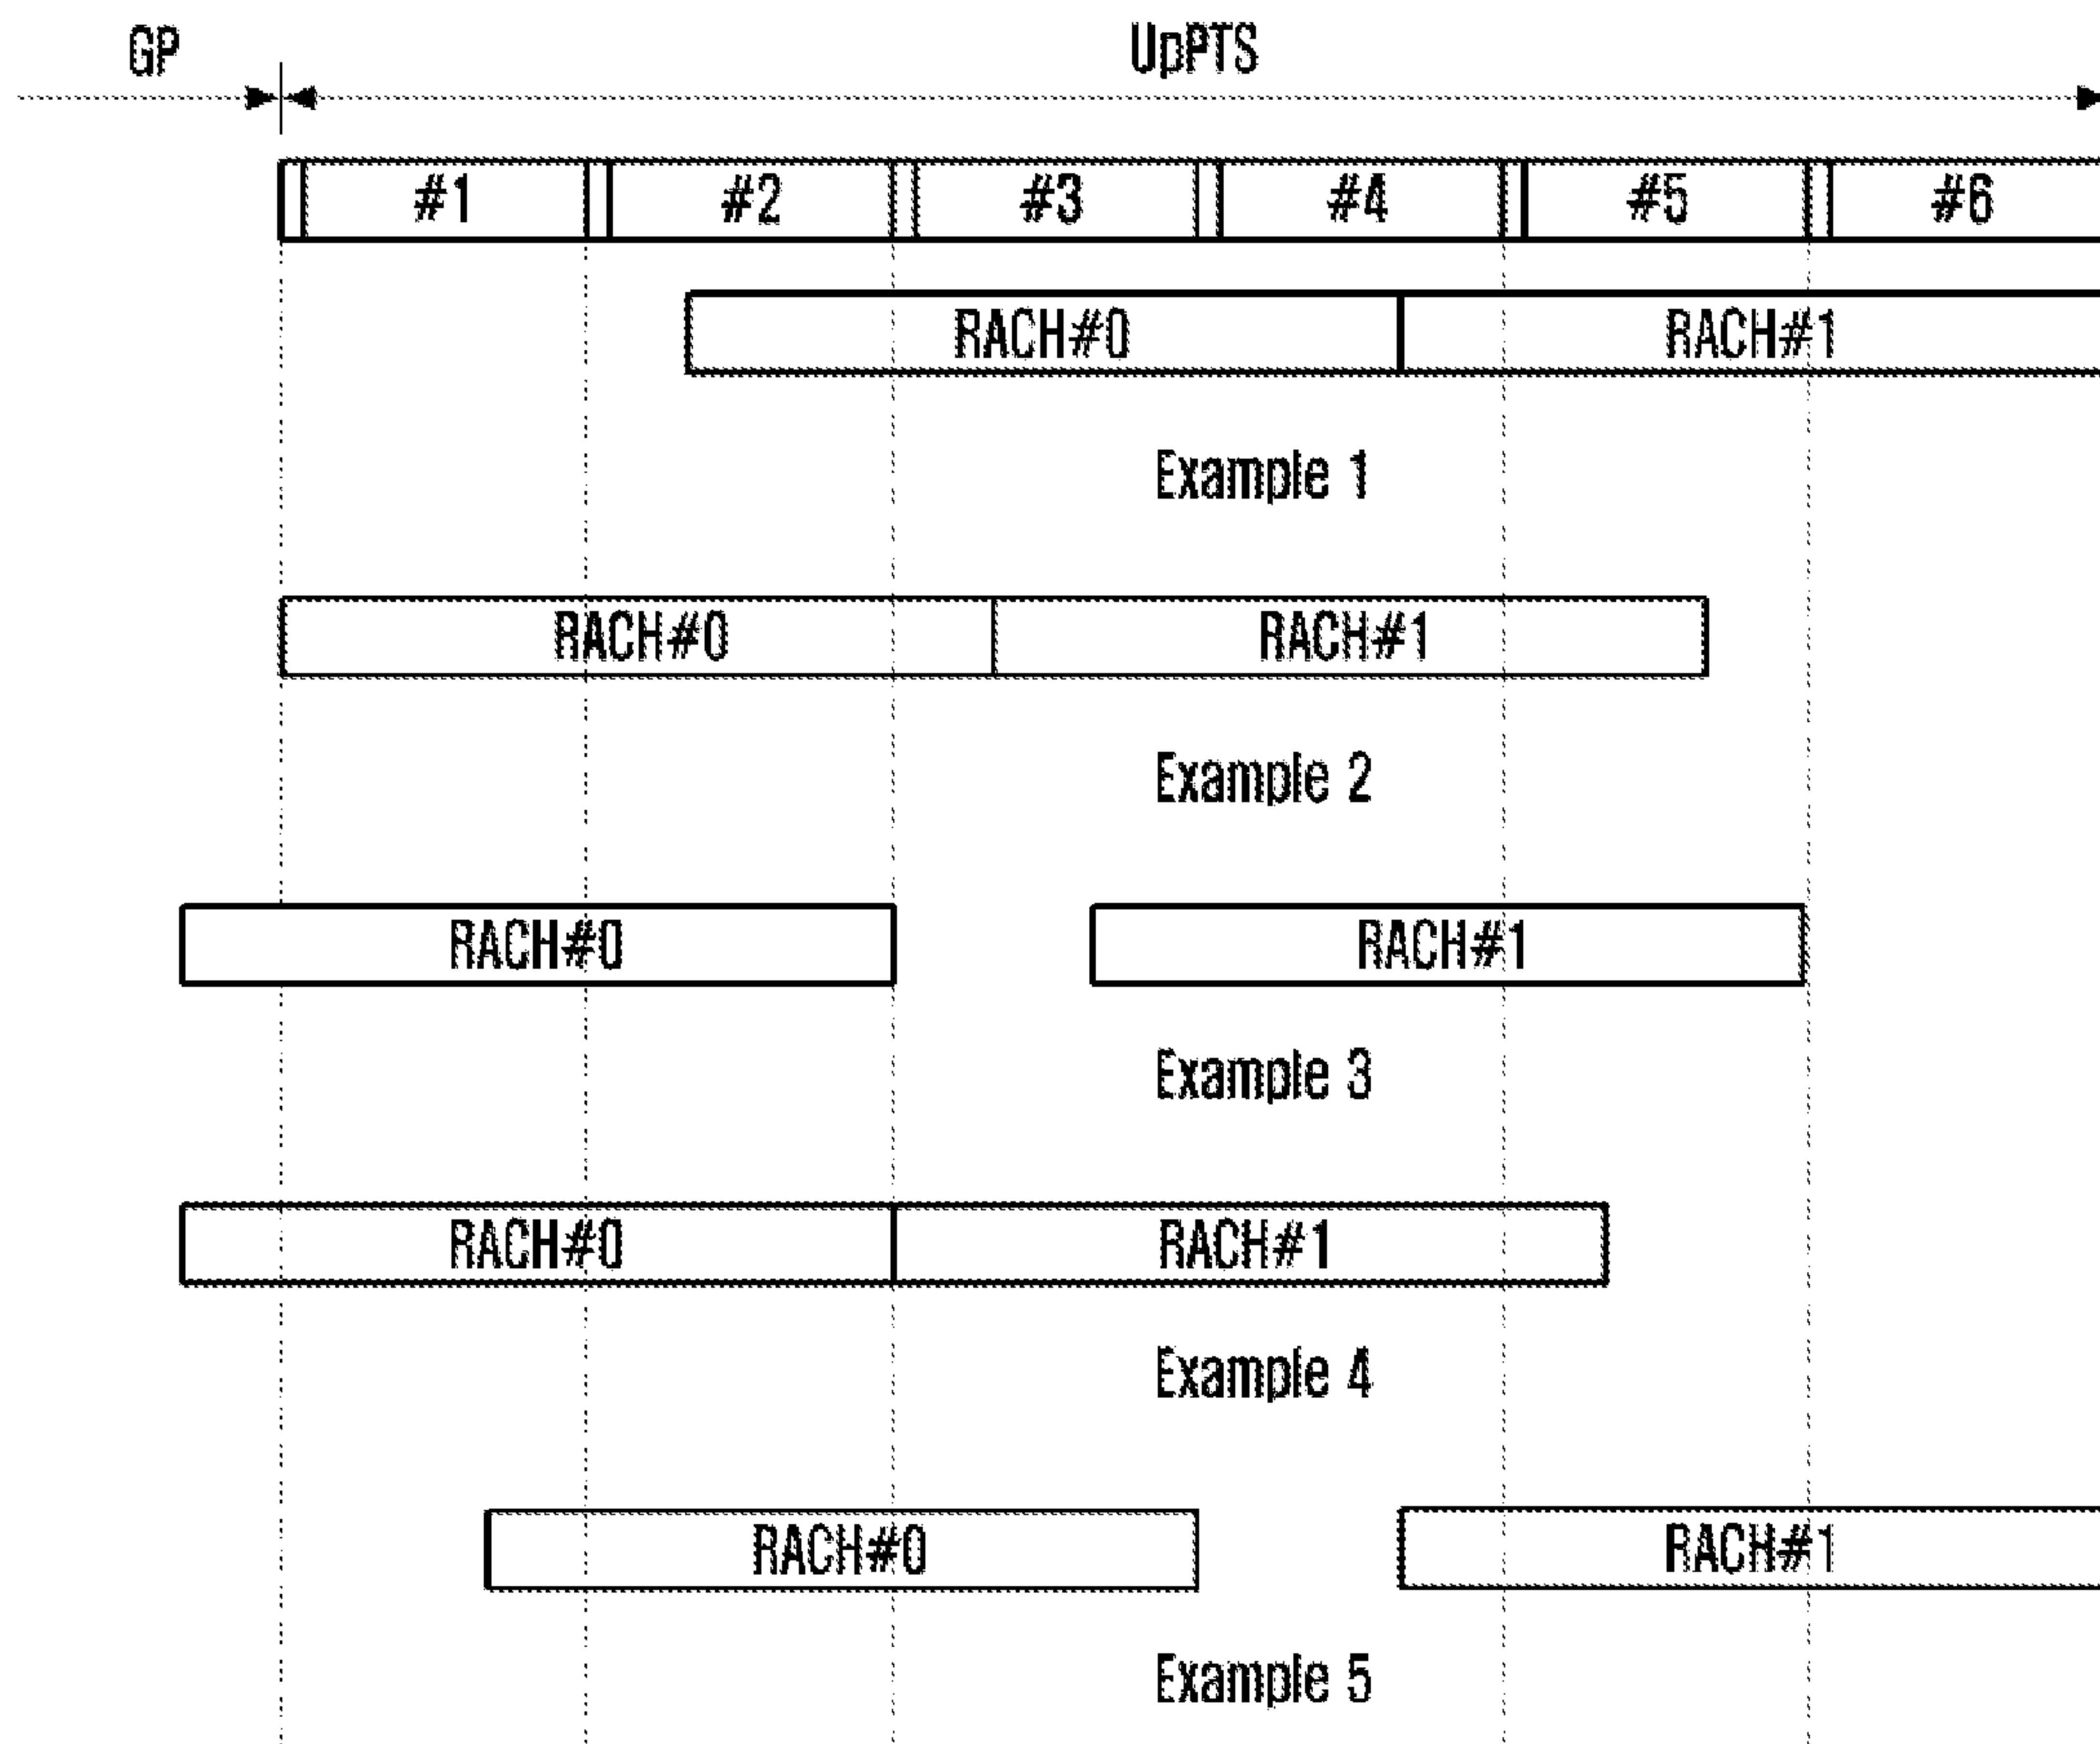 GP UpPTS
#1 #2 #3 #4 #5 #6
RACH#0 RACH#1
Example 1
RACH#0 RACH#1
Example 2
RACH#0 RACH#1
Example 3
RACH#0 RACH#1
Example 4
RACH#0 RACH#1
Example 5